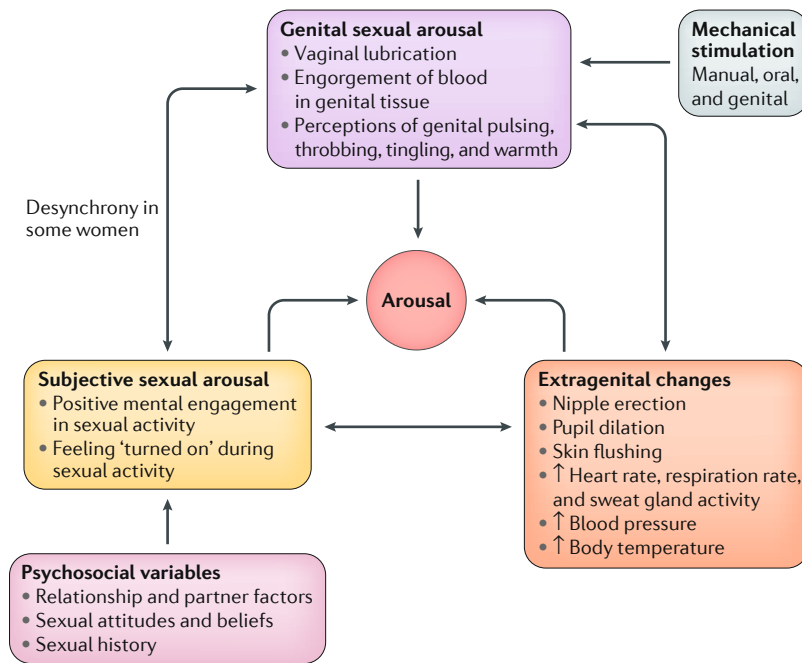 Genital sexual arousal
• Vaginal lubrication
• Engorgement of blood
in genital tissue
• Perceptions of genital pulsing,
throbbing, tingling, and warmth
Mechanical
stimulation
Manual, oral,
and genital
Desynchrony in
some women
Arousal
Subjective sexual arousal
• Positive mental engagement
in sexual activity
• Feeling ‘turned on’ during
sexual activity
Extragenital changes
• Nipple erection
• Pupil dilation
• Skin flushing
• ↑ Heart rate, respiration rate,
and sweat gland activity
• ↑ Blood pressure
• ↑ Body temperature
Psychosocial variables
• Relationship and partner factors
• Sexual attitudes and beliefs
• Sexual history